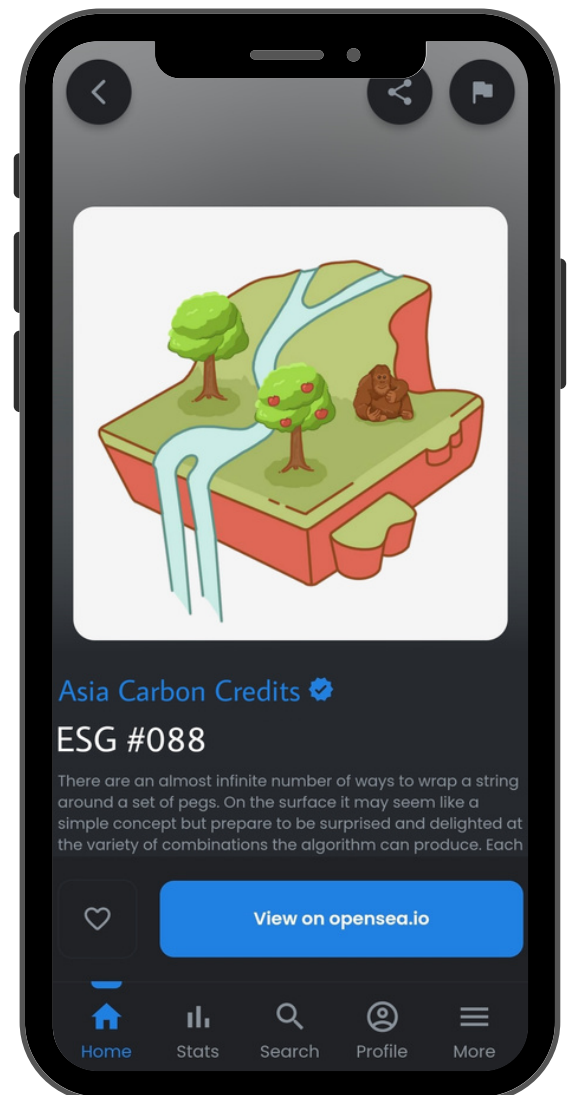 Asia Carbon Credits
ESG #088
There are an almost infinite number of ways to wrap a string
around a set of pegs. On the surface it may seem like a
simple concept but prepare to be surprised and delighted at
the variety of combinations the algorithm can produce. Each
View on opensea.io
Home Stats Search Profile More